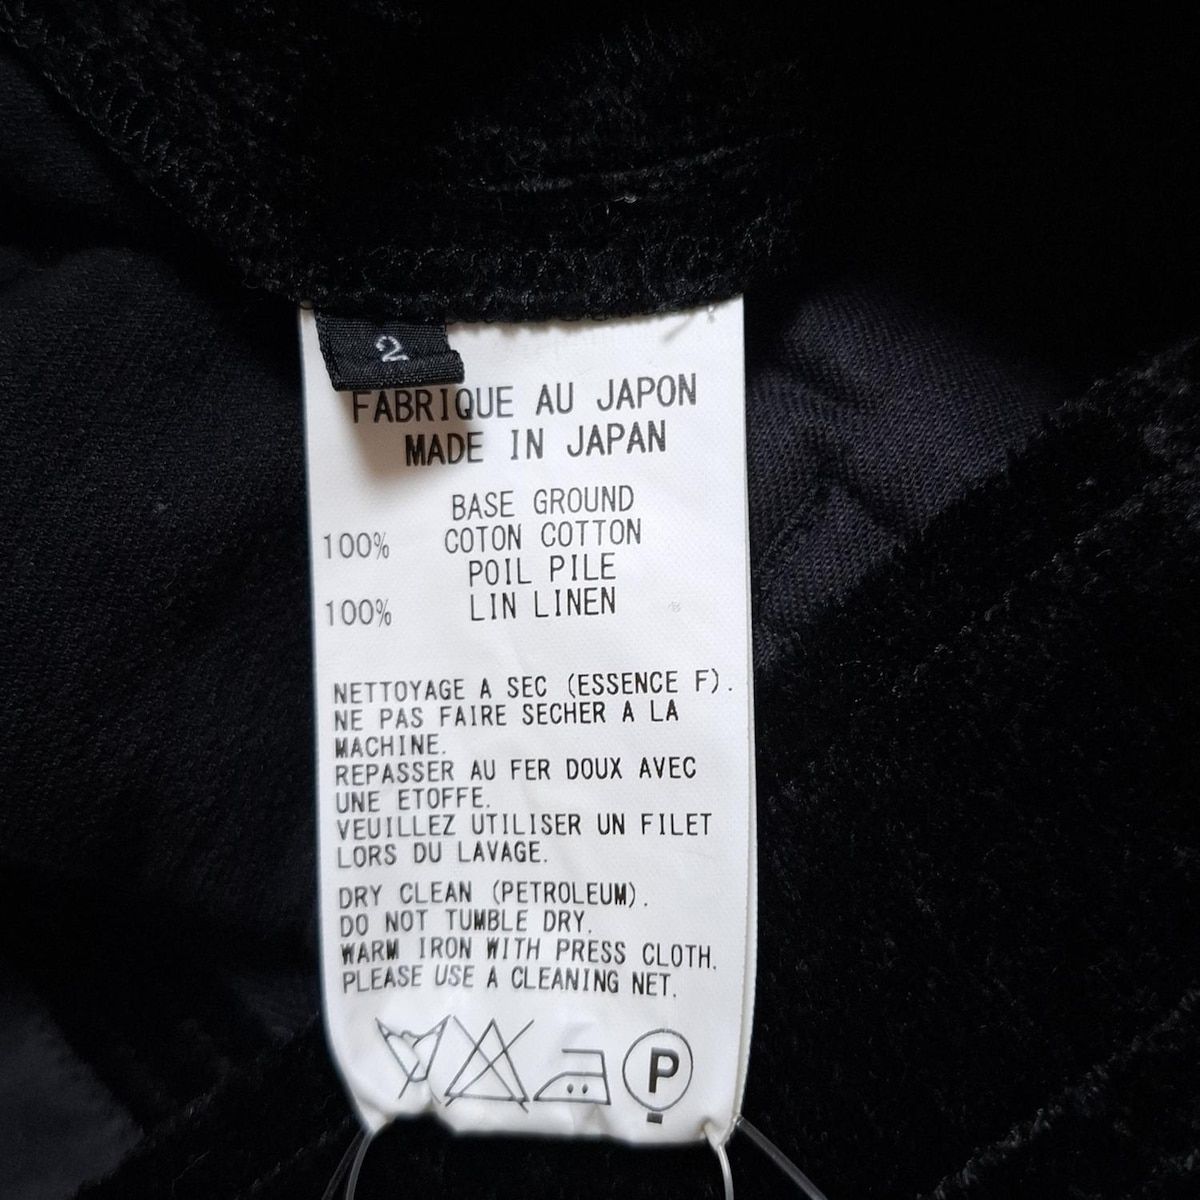 2
FABRIQUE AU JAPON
MADE IN JAPAN
BASE GROUND
100% COTON COTTON
POIL PILE
100% LIN LINEN
NETTOYAGE A SEC (ESSENCE F).
NE PAS FAIRE SECHER A LA
MACHINE.
REPASSER AU FER DOUX AVEC
UNE ETOFFE.
VEUILLEZ UTILISER UN FILET
LORS DU LAVAGE.
DRY CLEAN (PETROLEUM).
DO NOT TUMBLE DRY.
WARM IRON WITH PRESS CLOTH.
PLEASE USE A CLEANING NET.
P